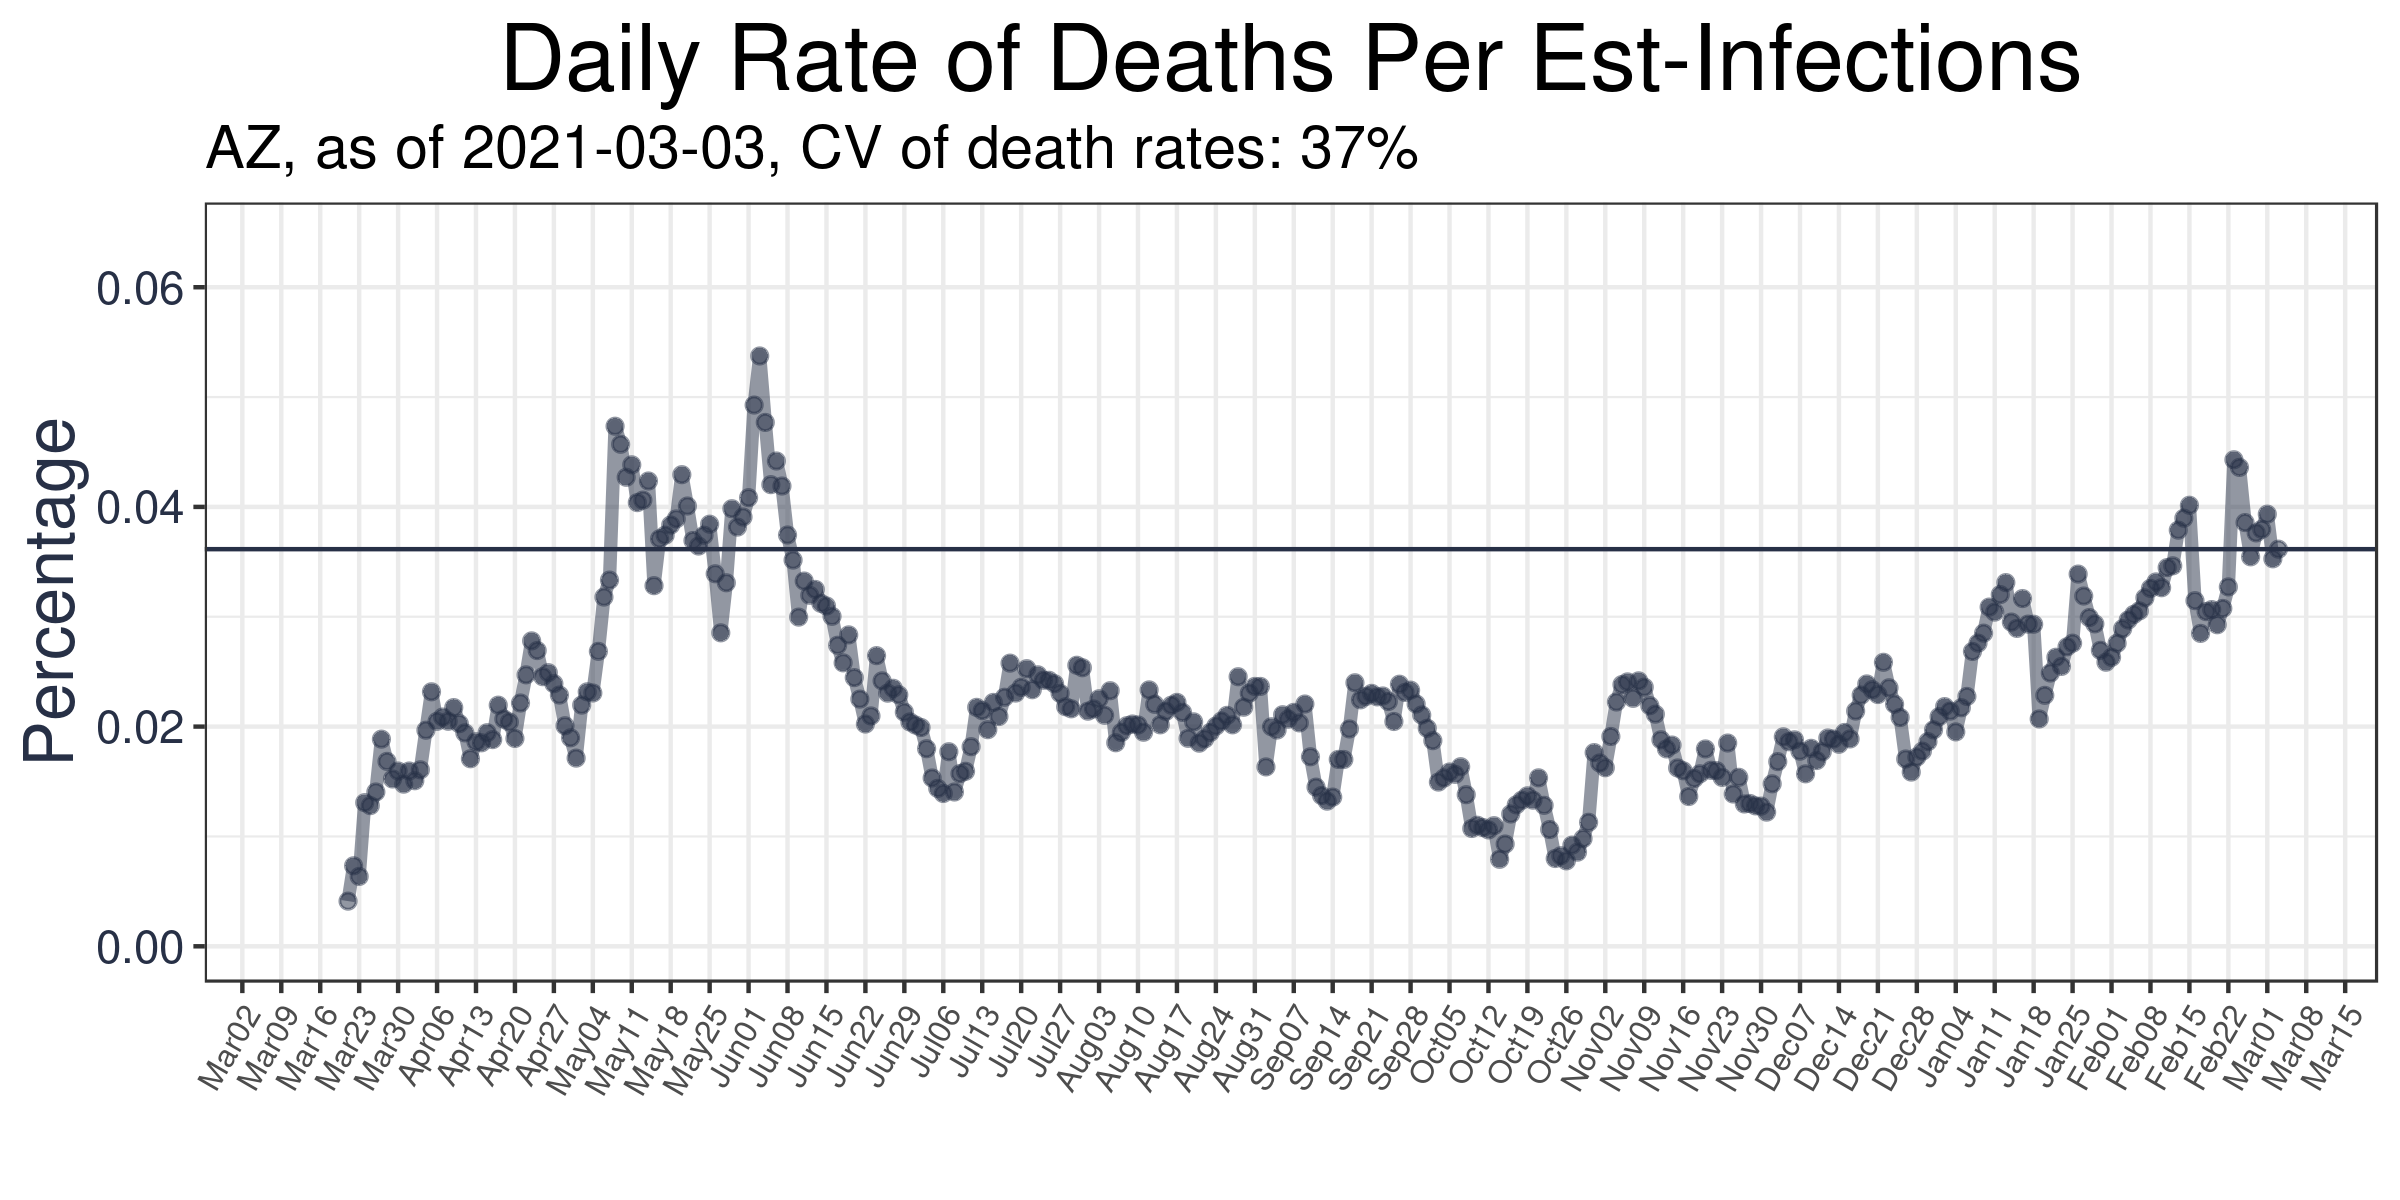 Daily Rate of Deaths Per Est-Infections
AZ, as of 2021-03-03, CV of death rates: 37%
Percentage
0.06
0.04
0.02
0.00
Mar02
Mar09
Mar16
Mar23
Mar30
Apr06
Apr13
Apr20
Apr27
May04
May11
May18
May25
Jun01
Jun08
Jun15
Jun22
Jun29
Jul06
Jul13
Jul20
Jul27
Aug03
Aug10
Aug17
Aug24
Aug31
Sep07
Sep14
Sep21
Sep28
Oct05
Oct12
Oct19
Oct26
Nov02
Nov09
Nov16
Nov23
Nov30
Dec07
Dec14
Dec21
Dec28
Jan04
Jan11
Jan18
Jan25
Feb01
Feb08
Feb15
Feb22
Mar01
Mar08
Mar15